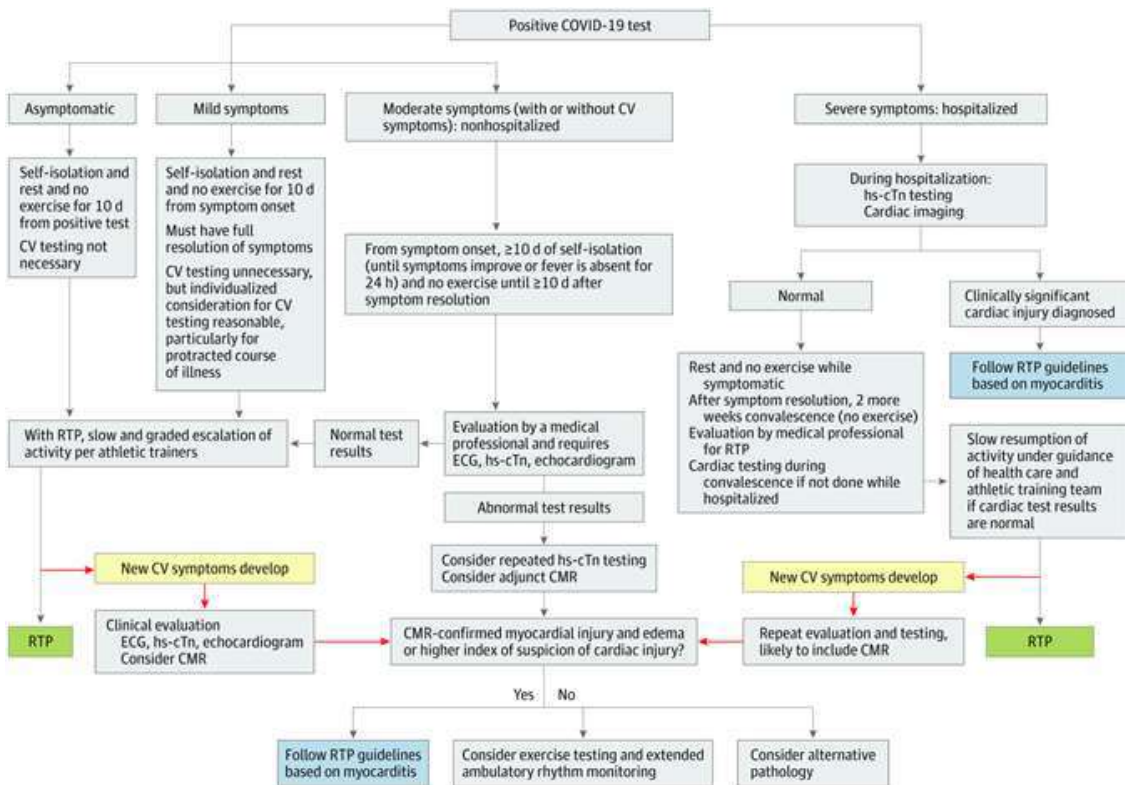 Positive COVID-19 test
Asymptomatic
Mild symptoms
Moderate symptoms (with or without CV
symptoms): nonhospitalized
Severe symptoms: hospitalized
Self-isolation and
rest and no
exercise for 10 d
from positive test
CV testing not
necessary
Self-isolation and rest
and no exercise for 10 d
from symptom onset
Must have full
resolution of symptoms
CV testing unnecessary,
but individualized
consideration for CV
testing reasonable,
particularly for
protracted course
of illness
From symptom onset, ≥10 d of self-isolation
(until symptoms improve or fever is absent for
24 h) and no exercise until ≥10 d after
symptom resolution
During hospitalization:
hs-cTn testing
Cardiac imaging
Normal
Clinically significant
cardiac injury diagnosed
Follow RTP guidelines
based on myocarditis
Rest and no exercise while
symptomatic
After symptom resolution, 2 more
weeks convalescence (no exercise)
Evaluation by medical professional
for RTP
Cardiac testing during
convalescence if not done while
hospitalized
With RTP, slow and graded escalation of
activity per athletic trainers
Normal test
results
Evaluation by a medical
professional and requires
ECG, hs-cTn, echocardiogram
Slow resumption of
activity under guidance
of health care and
athletic training team
if cardiac test results
are normal
Abnormal test results
Consider repeated hs-cTn testing
Consider adjunct CMR
New CV symptoms develop
New CV symptoms develop
RTP
Clinical evaluation
ECG, hs-cTn, echocardiogram
Consider CMR
CMR-confirmed myocardial injury and edema
or higher index of suspicion of cardiac injury?
Repeat evaluation and testing,
likely to include CMR
RTP
Yes
No
Follow RTP guidelines
based on myocarditis
Consider exercise testing and extended
ambulatory rhythm monitoring
Consider alternative
pathology